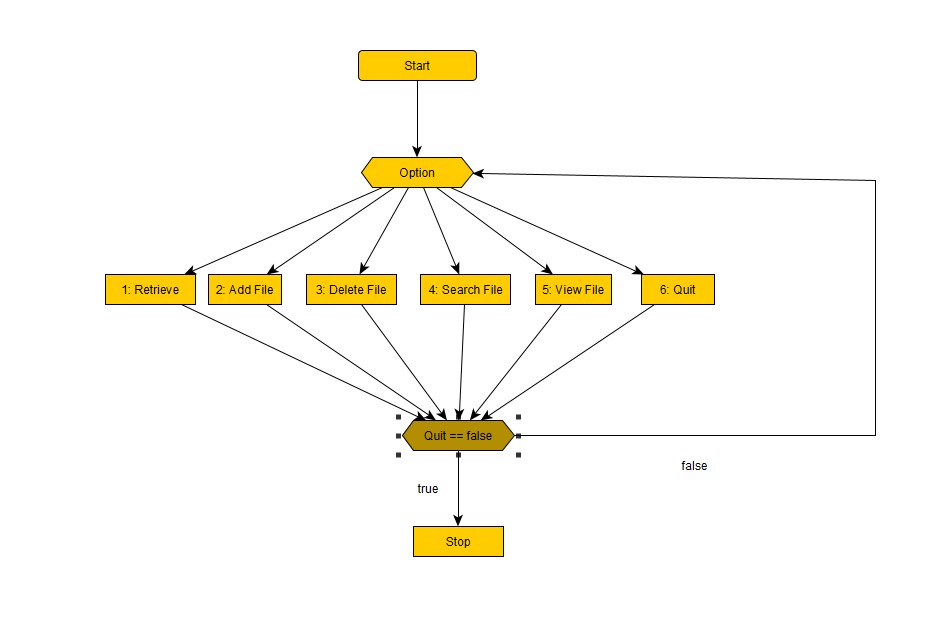 Start
Option
1: Retrieve
2: Add File
3: Delete File
4: Search File
5: View File
6: Quit
Quit == false
false
true
Stop